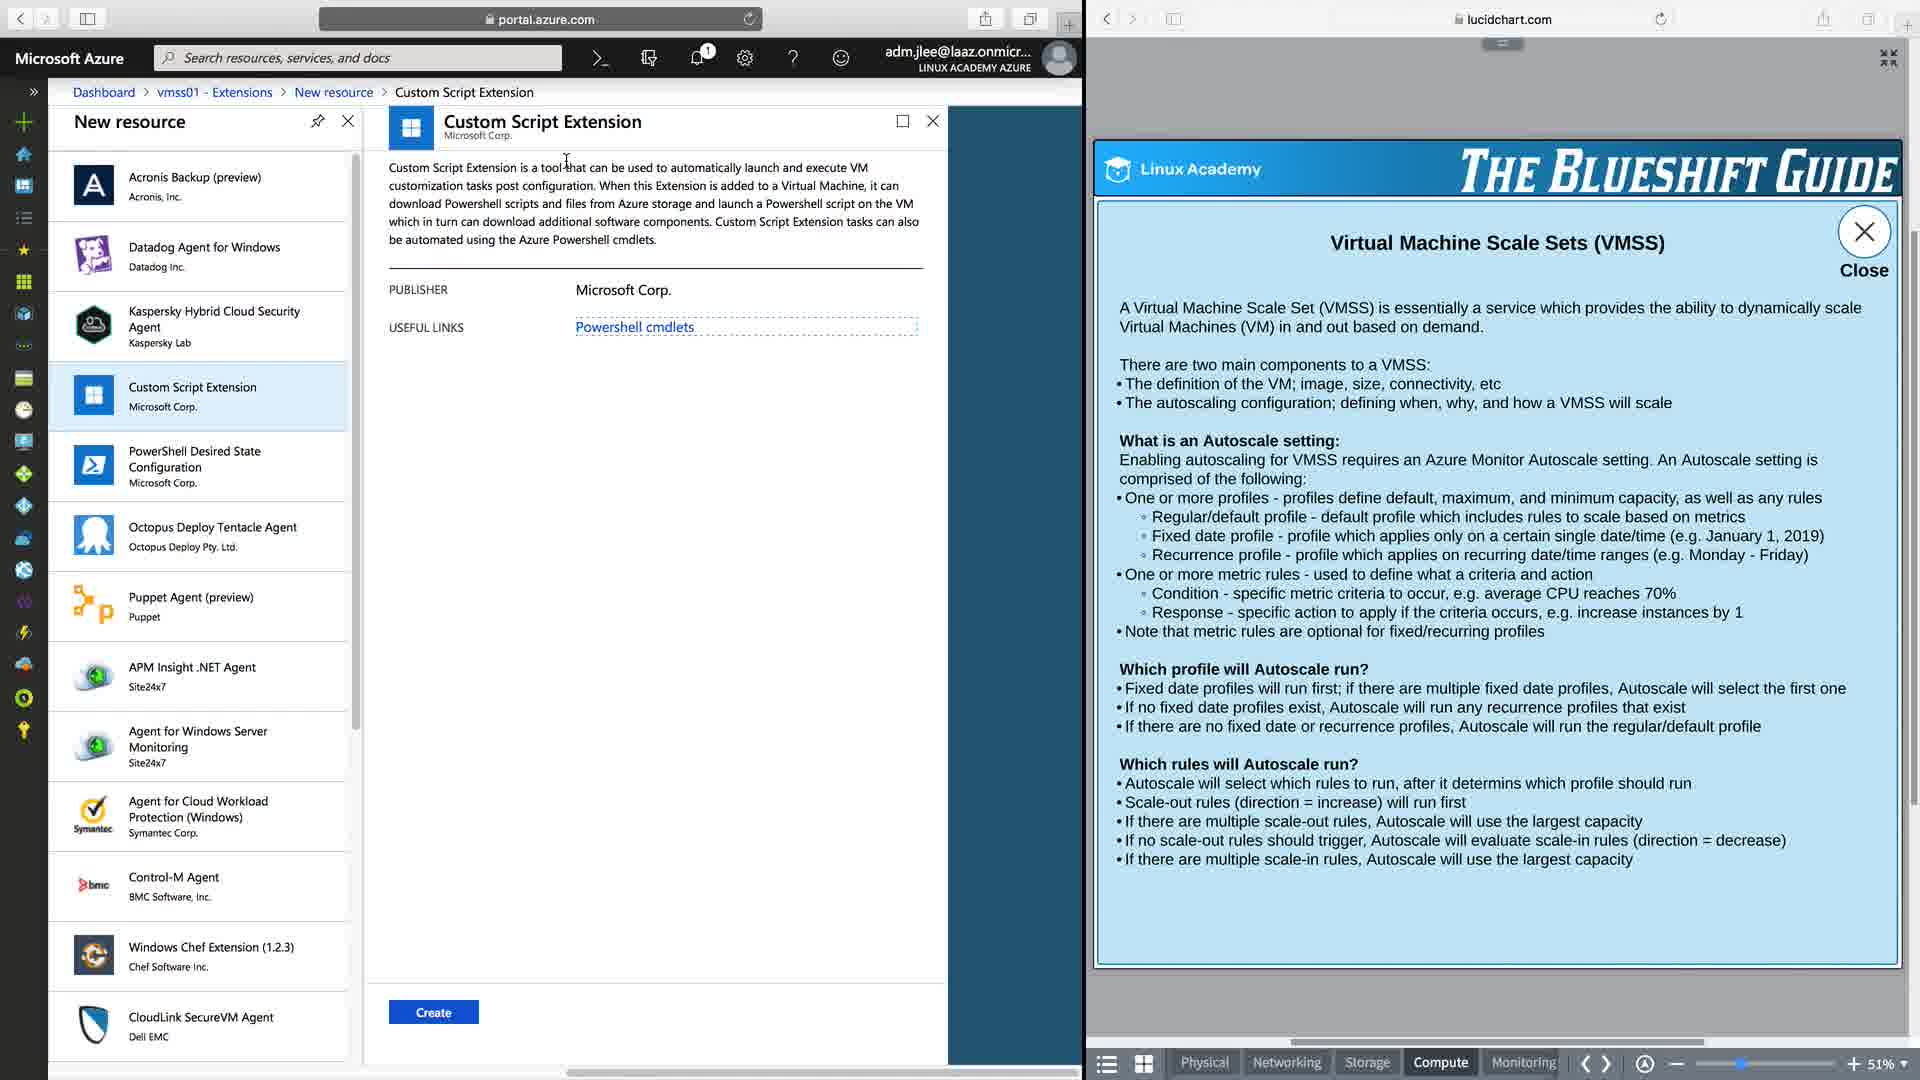 portal.azure.com
Microsoft Azure
Search resources, services, and docs
1
adm.jlee@laaz.onmicr...
LINUX ACADEMY AZURE
Dashboard > vmss01 - Extensions > New resource > Custom Script Extension
New resource
Acronis Backup (preview)
Acronis, Inc.
Datadog Agent for Windows
Datadog Inc.
Kaspersky Hybrid Cloud Security
Agent
Kaspersky Lab
Custom Script Extension
Microsoft Corp.
PowerShell Desired State
Configuration
Microsoft Corp.
Octopus Deploy Tentacle Agent
Octopus Deploy Pty. Ltd.
Puppet Agent (preview)
Puppet
APM Insight .NET Agent
Site24x7
Agent for Windows Server
Monitoring
Site24x7
Symantec
Agent for Cloud Workload
Protection (Windows)
Symantec Corp.
bmc
Control-M Agent
BMC Software, Inc.
Windows Chef Extension (1.2.3)
Chef Software Inc.
CloudLink SecureVM Agent
Dell EMC
Custom Script Extension
Microsoft Corp.
Custom Script Extension is a tool that can be used to automatically launch and execute VM
customization tasks post configuration. When this Extension is added to a Virtual Machine, it can
download Powershell scripts and files from Azure storage and launch a Powershell script on the VM
which in turn can download additional software components. Custom Script Extension tasks can also
be automated using the Azure Powershell cmdlets.
PUBLISHER Microsoft Corp.
USEFUL LINKS Powershell cmdlets
Create
lucidchart.com
Linux Academy
THE BLUESHIFT GUIDE
Virtual Machine Scale Sets (VMSS)
Close
A Virtual Machine Scale Set (VMSS) is essentially a service which provides the ability to dynamically scale
Virtual Machines (VM) in and out based on demand.
There are two main components to a VMSS:
• The definition of the VM; image, size, connectivity, etc
• The autoscaling configuration; defining when, why, and how a VMSS will scale
What is an Autoscale setting:
Enabling autoscaling for VMSS requires an Azure Monitor Autoscale setting. An Autoscale setting is
comprised of the following:
• One or more profiles - profiles define default, maximum, and minimum capacity, as well as any rules
◦ Regular/default profile - default profile which includes rules to scale based on metrics
◦ Fixed date profile - profile which applies only on a certain single date/time (e.g. January 1, 2019)
◦ Recurrence profile - profile which applies on recurring date/time ranges (e.g. Monday - Friday)
• One or more metric rules - used to define what a criteria and action
◦ Condition - specific metric criteria to occur, e.g. average CPU reaches 70%
◦ Response - specific action to apply if the criteria occurs, e.g. increase instances by 1
• Note that metric rules are optional for fixed/recurring profiles
Which profile will Autoscale run?
• Fixed date profiles will run first; if there are multiple fixed date profiles, Autoscale will select the first one
• If no fixed date profiles exist, Autoscale will run any recurrence profiles that exist
• If there are no fixed date or recurrence profiles, Autoscale will run the regular/default profile
Which rules will Autoscale run?
• Autoscale will select which rules to run, after it determins which profile should run
• Scale-out rules (direction = increase) will run first
• If there are multiple scale-out rules, Autoscale will use the largest capacity
• If no scale-out rules should trigger, Autoscale will evaluate scale-in rules (direction = decrease)
• If there are multiple scale-in rules, Autoscale will use the largest capacity
Physical Networking Storage Compute Monitoring 51%